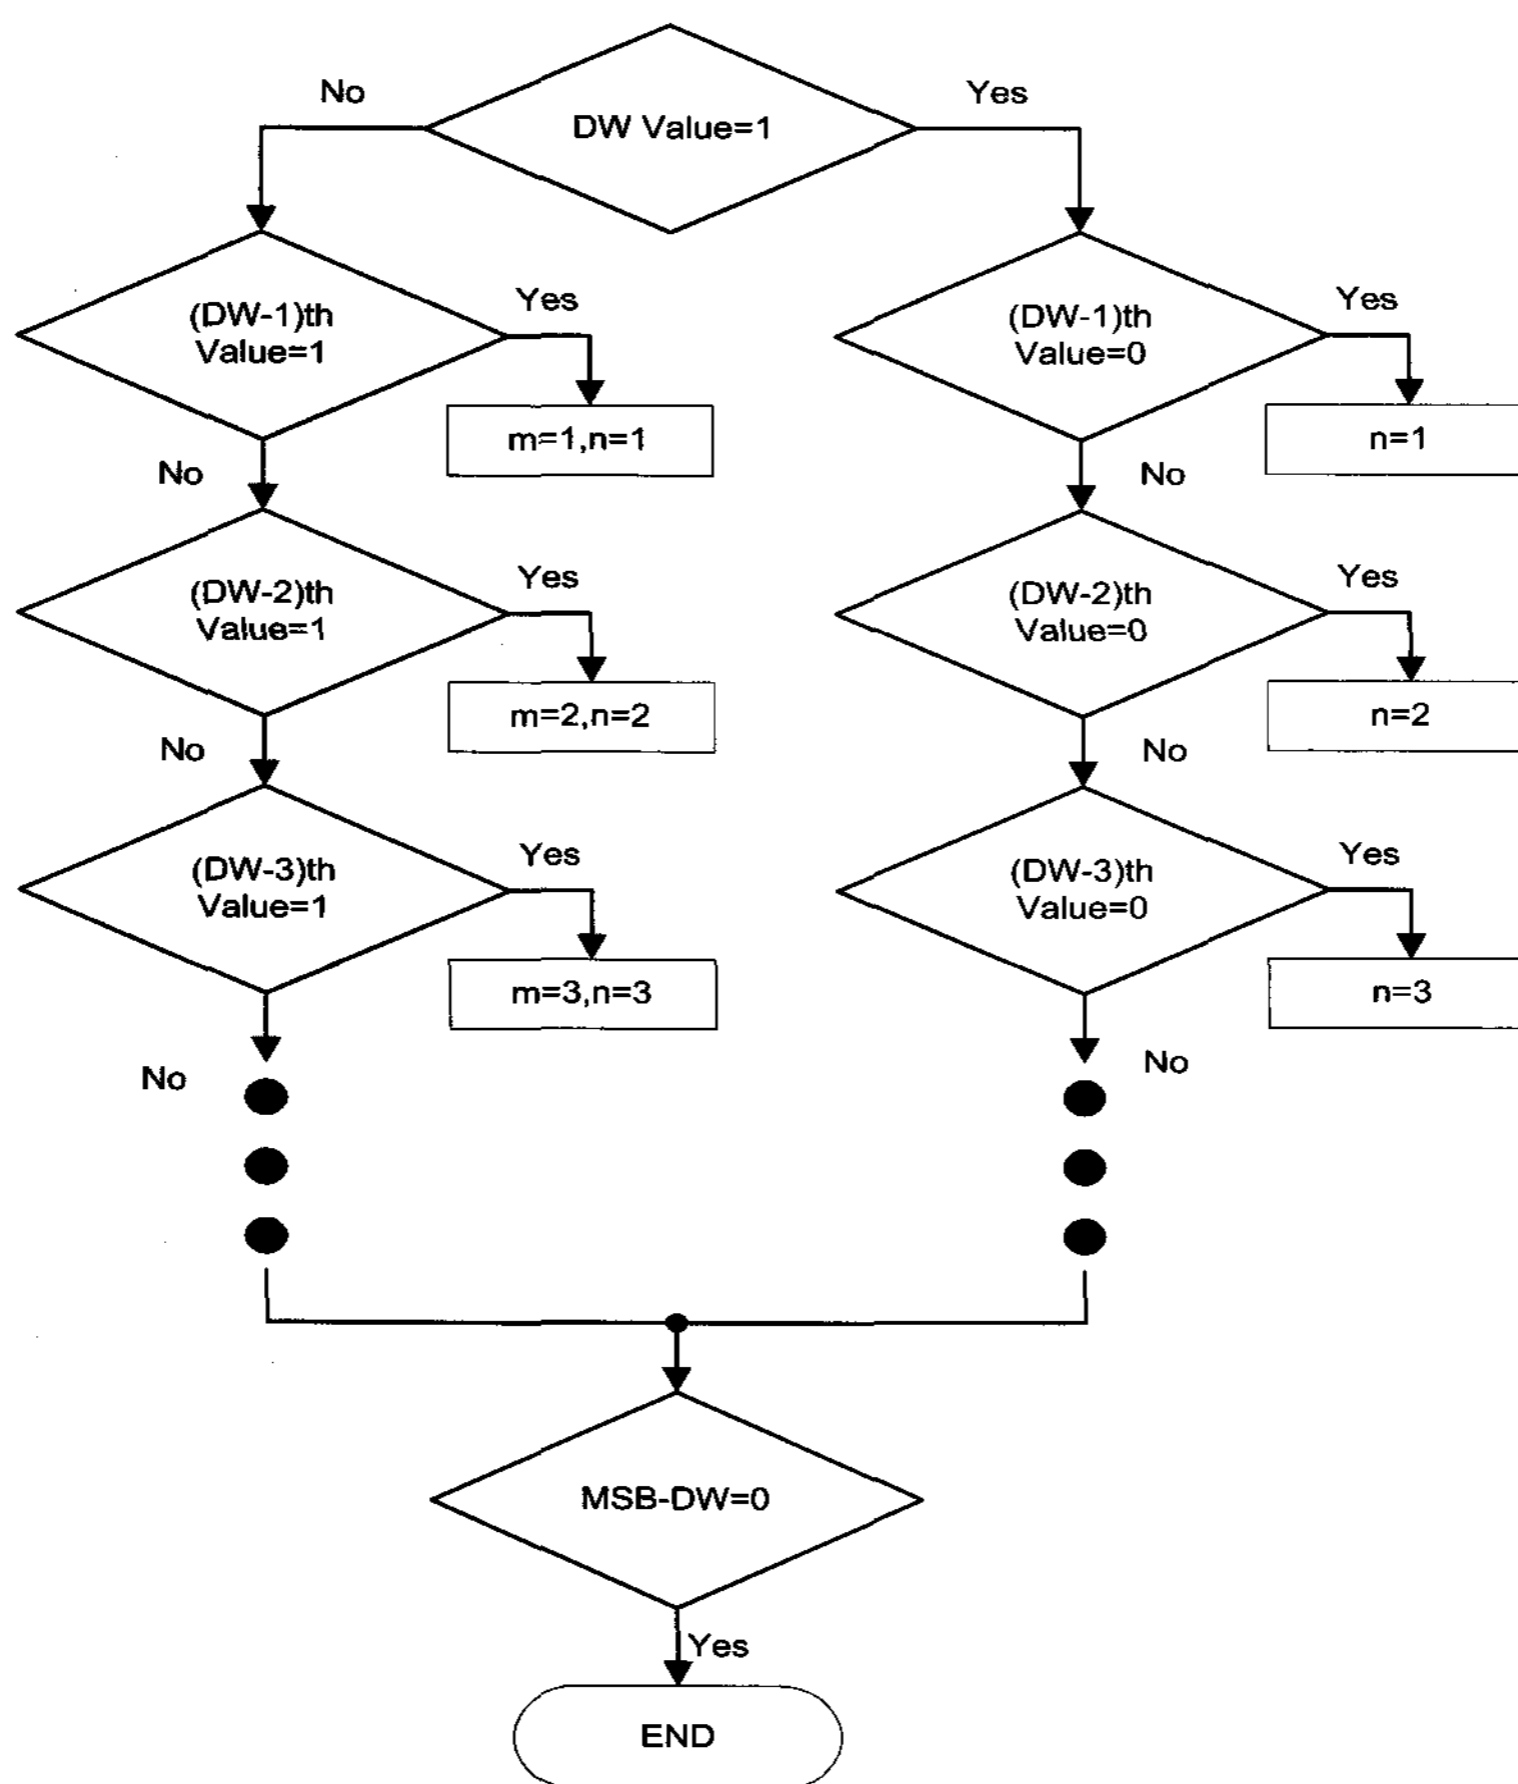 No
Yes
DW Value=1
(DW-1)th
Value=1
Yes
(DW-1)th
Value=0
Yes
m=1,n=1
n=1
No
No
(DW-2)th
Value=1
Yes
(DW-2)th
Value=0
Yes
m=2,n=2
n=2
No
No
(DW-3)th
Value=1
Yes
(DW-3)th
Value=0
Yes
m=3,n=3
n=3
No
No
MSB-DW=0
Yes
END